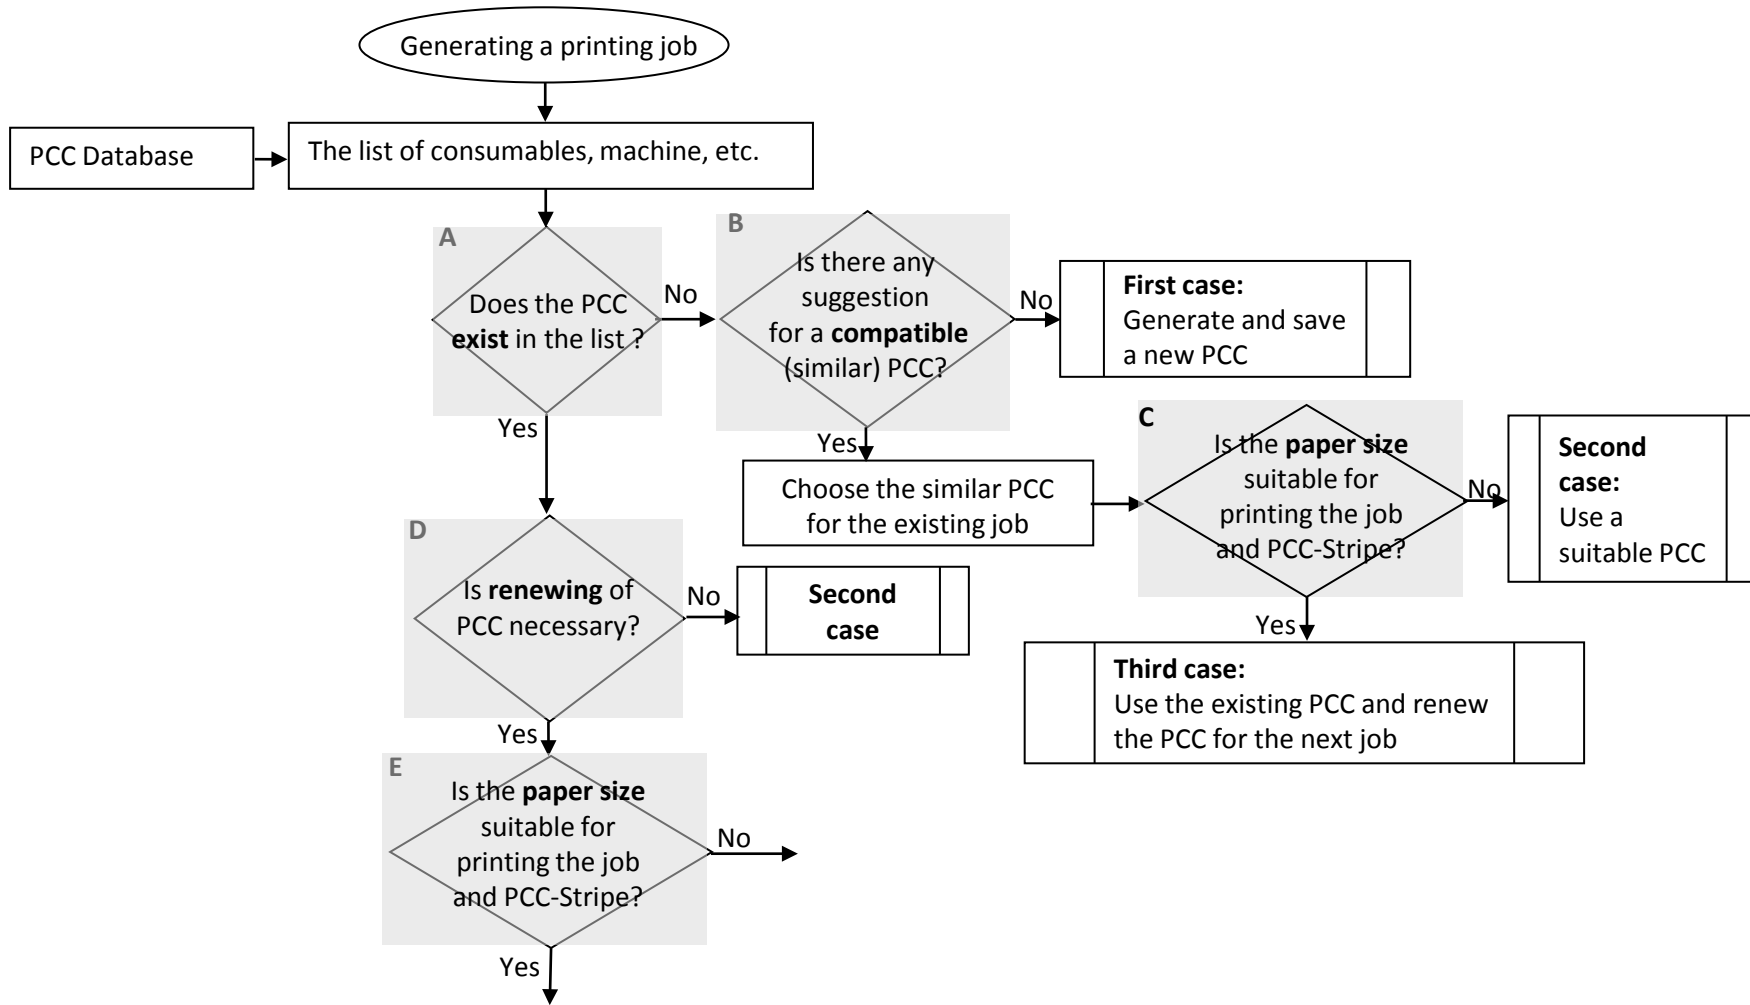 Generating a printing job
PCC Database
The list of consumables, machine, etc.
A
Does the PCC
exist in the list ?
No
Yes
B
Is there any
suggestion
for a compatible
(similar) PCC?
No
Yes
First case:
Generate and save
a new PCC
Choose the similar PCC
for the existing job
C
Is the paper size
suitable for
printing the job
and PCC-Stripe?
No
Yes
Second
case:
Use a
suitable PCC
Third case:
Use the existing PCC and renew
the PCC for the next job
D
Is renewing of
PCC necessary?
No
Yes
Second
case
E
Is the paper size
suitable for
printing the job
and PCC-Stripe?
No
Yes